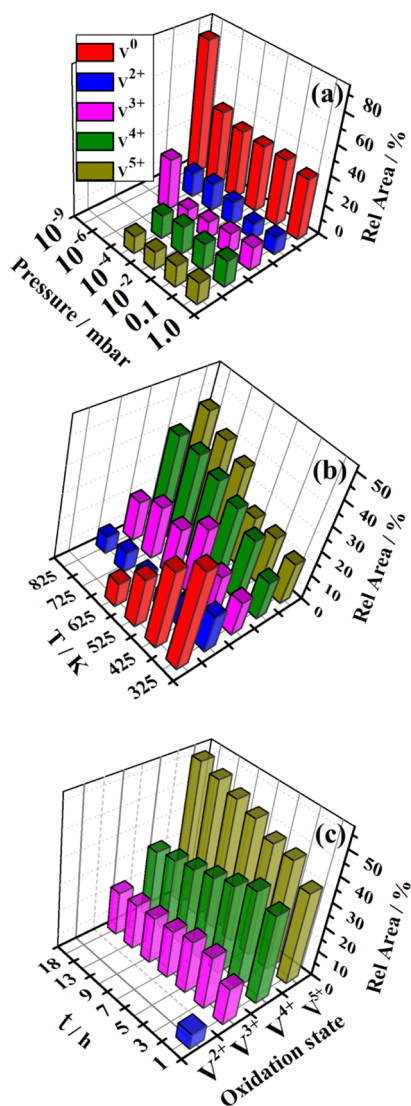 V0
V2+
V3+
V4+
V5+
(a)
80
60
40
20
0
Rel Area / %
10-9
10-6
10-4
10-2
0.1
1.0
Pressure / mbar
(b)
50
40
30
20
10
0
Rel Area / %
825
725
625
525
425
325
T / K
(c)
50
40
30
20
10
0
Rel Area / %
18
13
9
7
5
3
1
t / h
V2+
V3+
V4+
V5+
Oxidation state